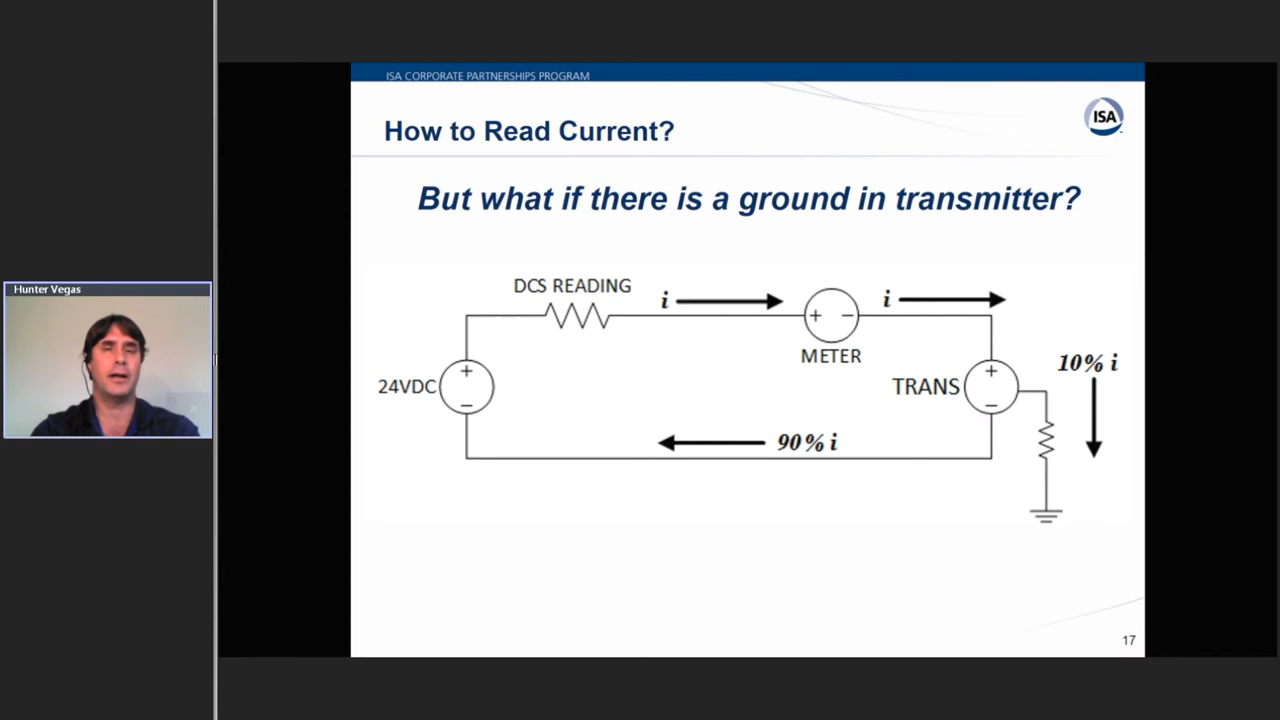 Hunter Vegas
ISA CORPORATE PARTNERSHIPS PROGRAM
ISA
How to Read Current?
But what if there is a ground in transmitter?
DCS READING
i
i
+ −
METER
24VDC
+
−
TRANS
+
−
10% i
90% i
17